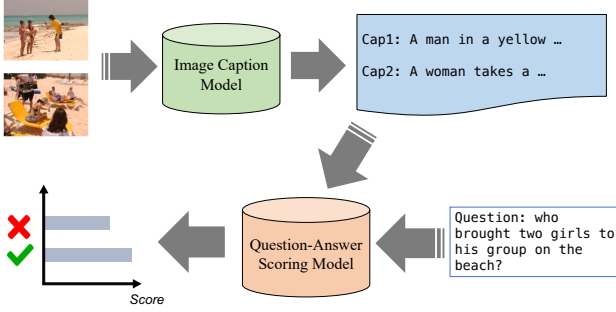 Image Caption
Model
Cap1: A man in a yellow …
Cap2: A woman takes a …
Question-Answer
Scoring Model
Question: who
brought two girls to
his group on the
beach?
Score